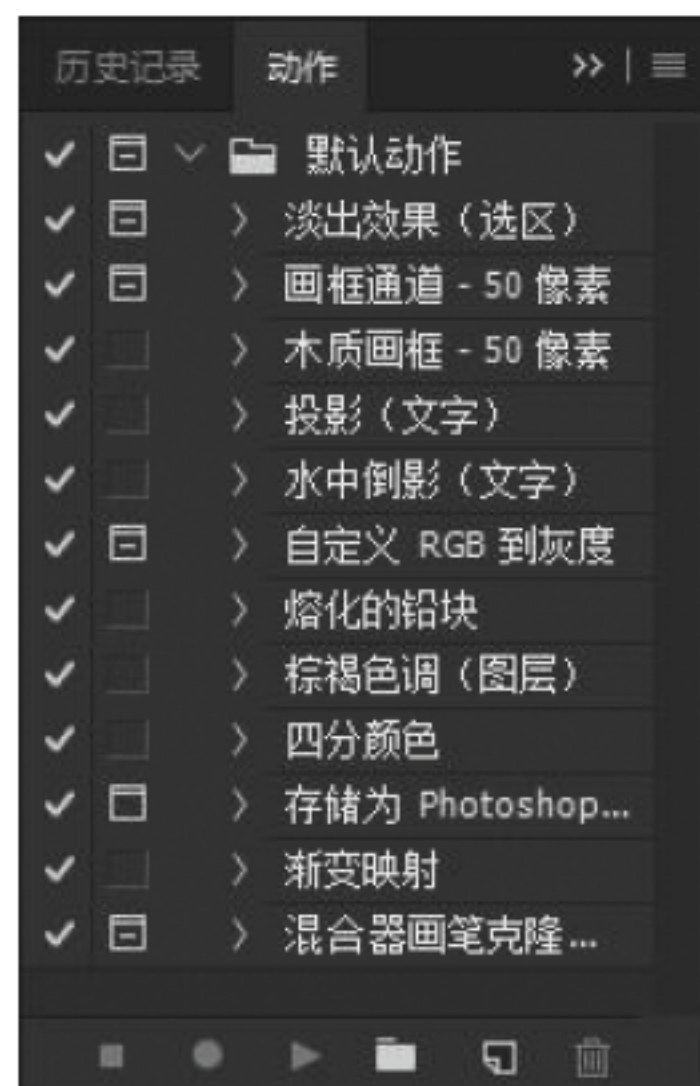 历史记录 动作
默认动作
淡出效果（选区）
画框通道 - 50 像素
木质画框 - 50 像素
投影（文字）
水中倒影（文字）
自定义 RGB 到灰度
熔化的铅块
棕褐色调（图层）
四分颜色
存储为 Photoshop...
渐变映射
混合器画笔克隆...